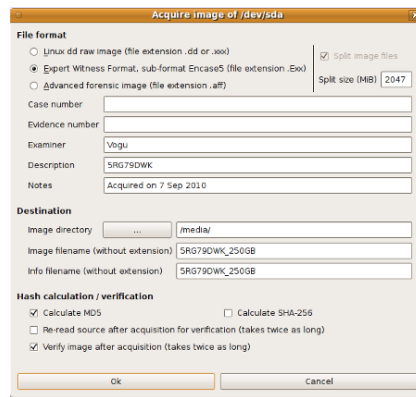 Acquire image of /dev/sda
File format
Linux dd raw image (file extension .dd or .xxx)
Split image files
Expert Witness Format, sub-format Encase5 (file extension .Exx)
Split size (MiB) 2047
Advanced forensic image (file extension .aff)
Case number
Evidence number
Examiner Vogu
Description 5RG79DWK
Notes Acquired on 7 Sep 2010
Destination
Image directory ... /media/
Image filename (without extension) 5RG79DWK_250GB
Info filename (without extension) 5RG79DWK_250GB
Hash calculation / verification
Calculate MD5 Calculate SHA-256
Re-read source after acquisition for verification (takes twice as long)
Verify image after acquisition (takes twice as long)
Ok Cancel